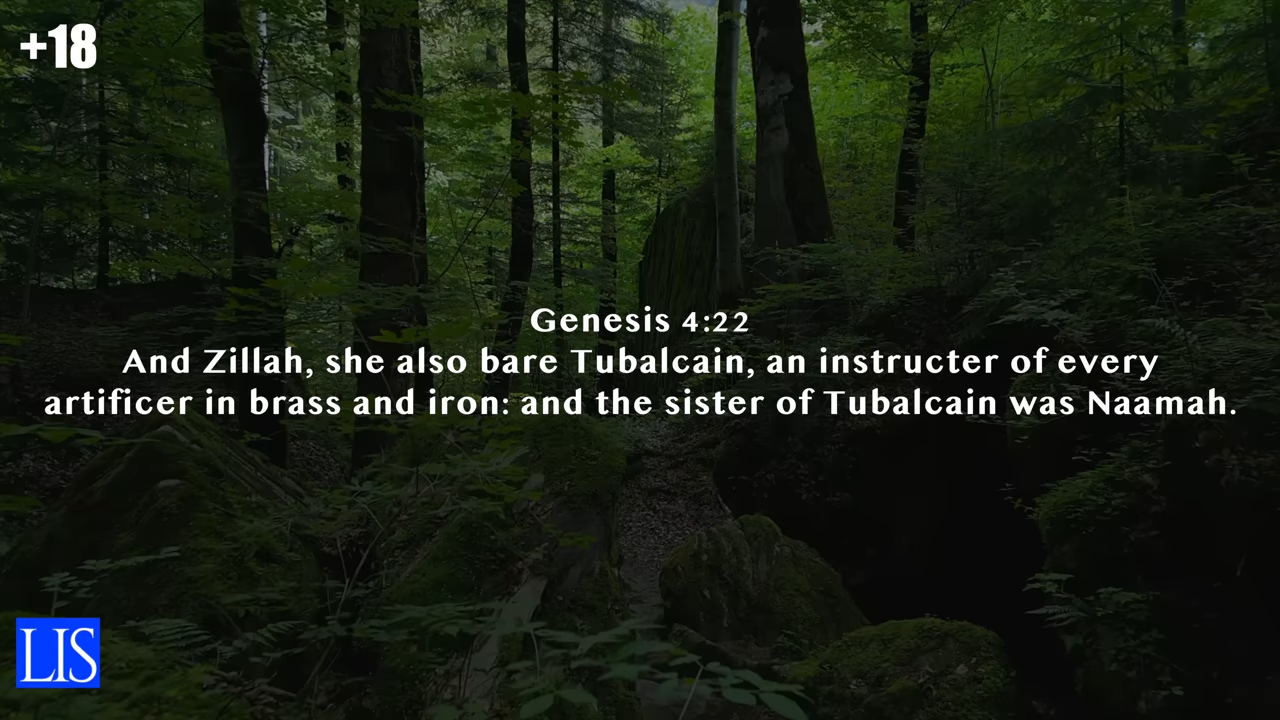 +18
Genesis 4:22
And Zillah, she also bare Tubalcain, an instructer of every
artificer in brass and iron: and the sister of Tubalcain was Naamah.
LIS